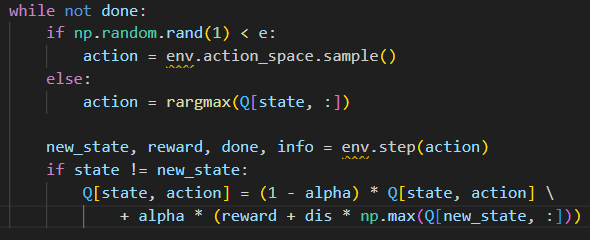 while not done:
    if np.random.rand(1) < e:
        action = env.action_space.sample()
    else:
        action = rargmax(Q[state, :])

    new_state, reward, done, info = env.step(action)
    if state != new_state:
        Q[state, action] = (1 - alpha) * Q[state, action] \
            + alpha * (reward + dis * np.max(Q[new_state, :]))